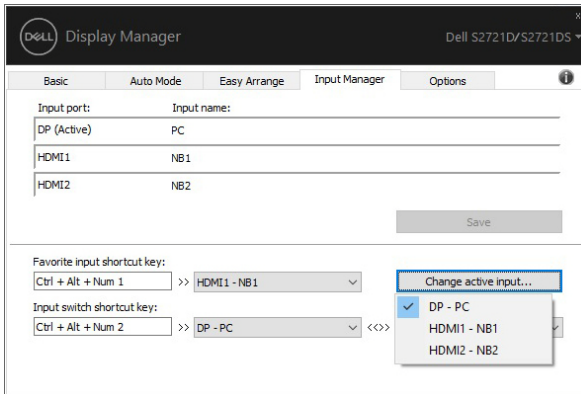 x
DELL Display Manager Dell S2721D/S2721DS
Basic Auto Mode Easy Arrange Input Manager Options i
Input port: Input name:
DP (Active) PC
HDMI1 NB1
HDMI2 NB2
Save
Favorite input shortcut key:
Ctrl + Alt + Num 1 >> HDMI1 - NB1 Change active input...
Input switch shortcut key:
Ctrl + Alt + Num 2 >> DP - PC <<>>
DP - PC
HDMI1 - NB1
HDMI2 - NB2